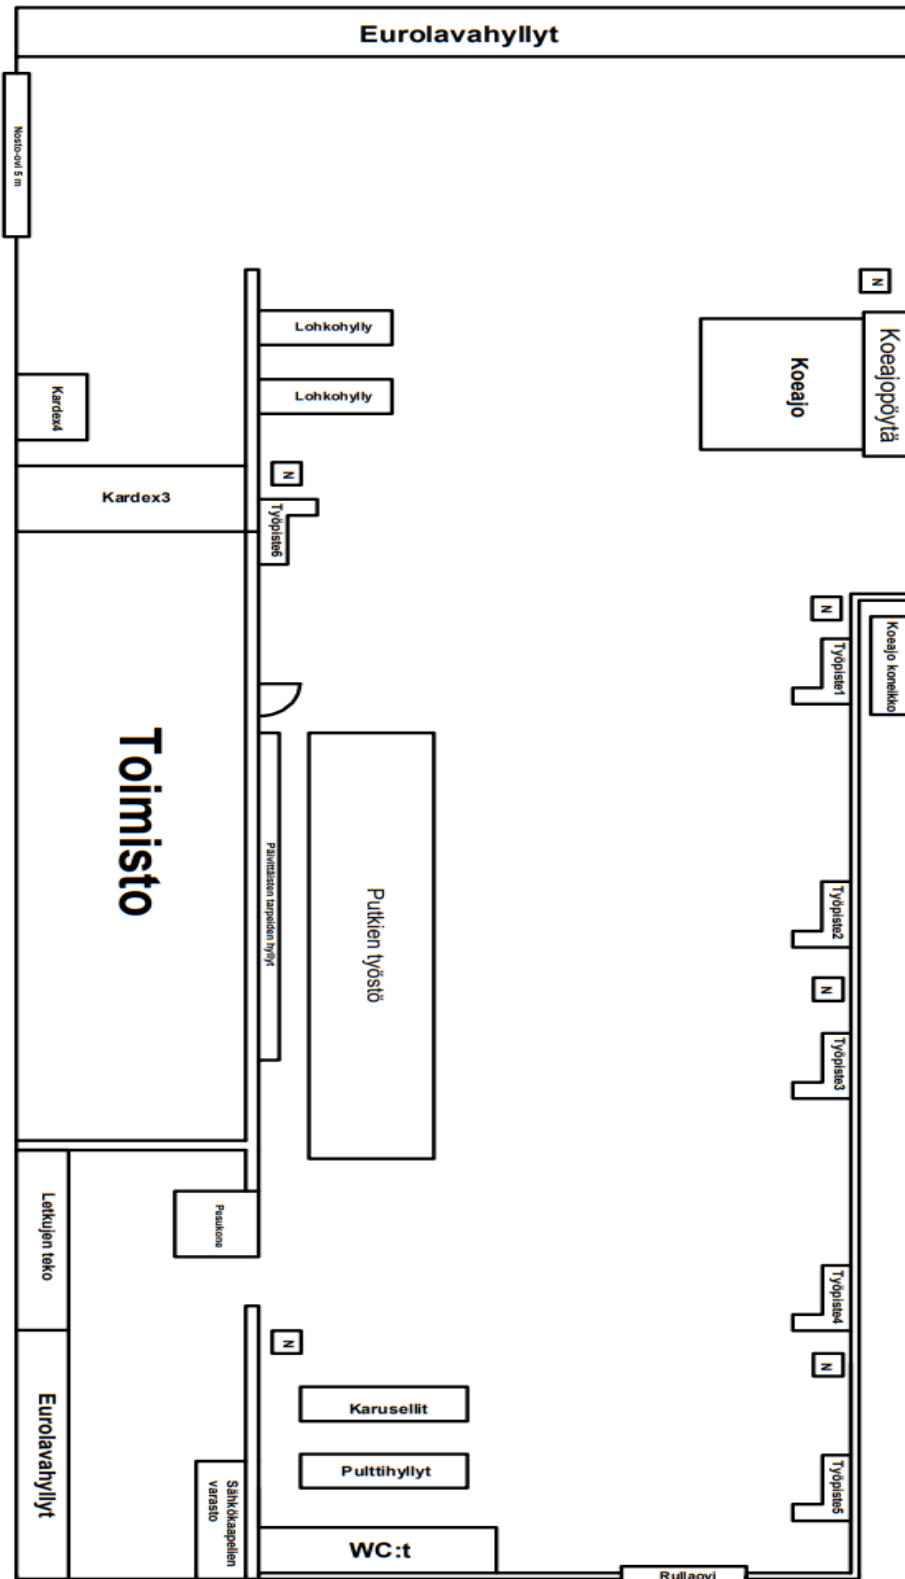 Eurolavahyllyt
Nosto-ovi 5 m
N
Lohkohylly
Koeajopöytä
Koeajo
Lohkohylly
Kardex4
N
Kardex3
Työpiste6
N
Koeajo koneikko
Työpiste1
Toimisto
Päivittäisten tarpeiden hyllyt
Putkien työstö
Työpiste2
N
Työpiste3
Letkujen teko
Pesukone
Työpiste4
N
N
Eurolavahyllyt
Karusellit
Pulttihyllyt
Työpiste5
Sähkökaapelien
varasto
WC:t
Rullaovi